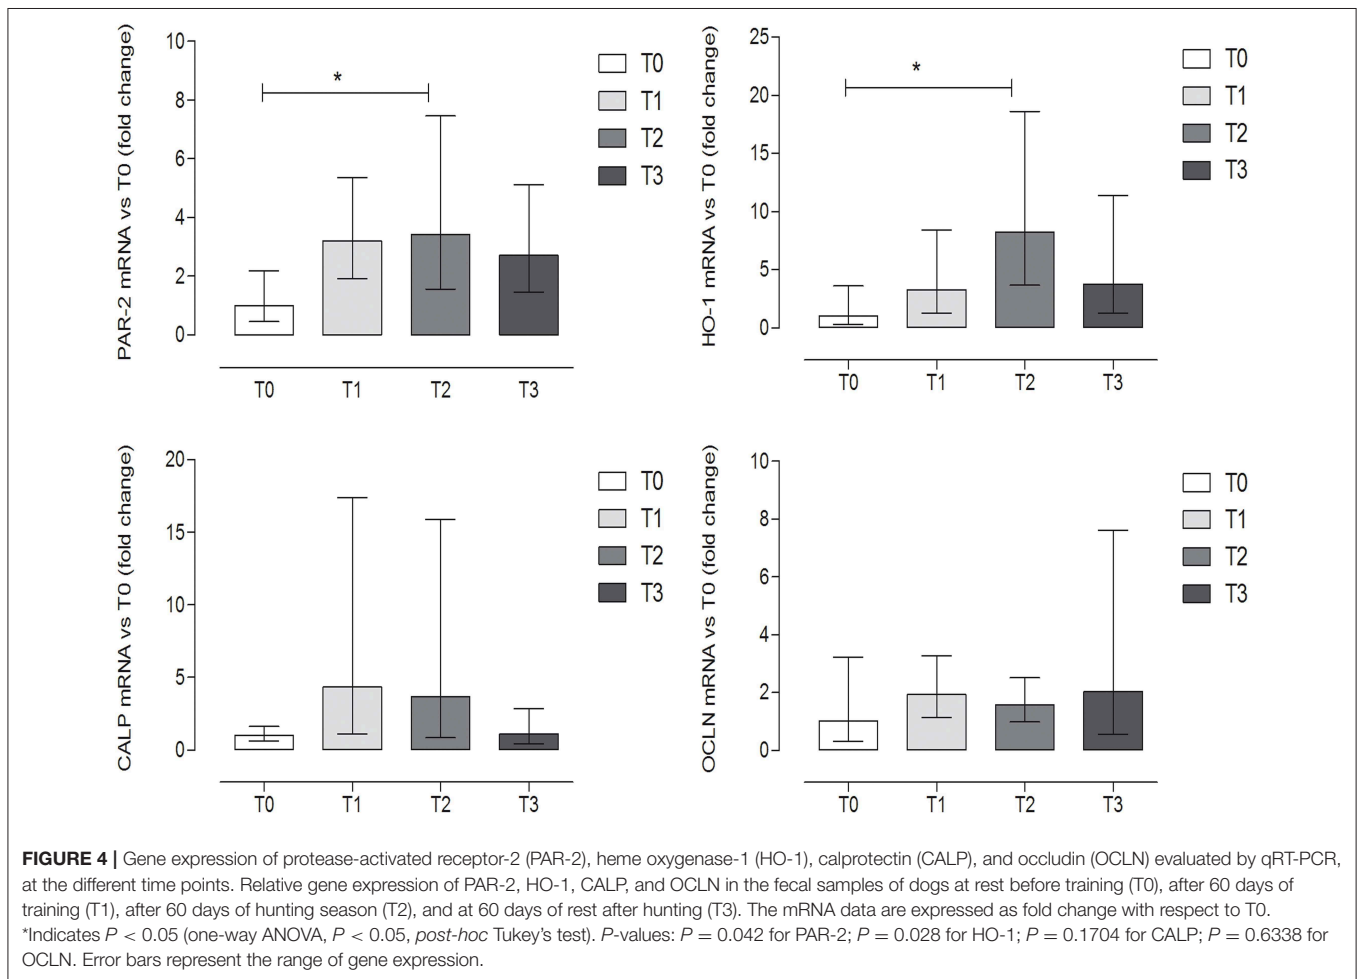 PAR-2 mRNA vs T0 (fold change)
10
8
6
4
2
0
*
T0
T1
T2
T3
T0 T1 T2 T3
HO-1 mRNA vs T0 (fold change)
25
20
15
10
5
0
*
T0
T1
T2
T3
T0 T1 T2 T3
CALP mRNA vs T0 (fold change)
20
15
10
5
0
T0
T1
T2
T3
T0 T1 T2 T3
OCLN mRNA vs T0 (fold change)
10
8
6
4
2
0
T0
T1
T2
T3
T0 T1 T2 T3
FIGURE 4 | Gene expression of protease-activated receptor-2 (PAR-2), heme oxygenase-1 (HO-1), calprotectin (CALP), and occludin (OCLN) evaluated by qRT-PCR,
at the different time points. Relative gene expression of PAR-2, HO-1, CALP, and OCLN in the fecal samples of dogs at rest before training (T0), after 60 days of
training (T1), after 60 days of hunting season (T2), and at 60 days of rest after hunting (T3). The mRNA data are expressed as fold change with respect to T0.
*Indicates P < 0.05 (one-way ANOVA, P < 0.05, post-hoc Tukey's test). P-values: P = 0.042 for PAR-2; P = 0.028 for HO-1; P = 0.1704 for CALP; P = 0.6338 for
OCLN. Error bars represent the range of gene expression.